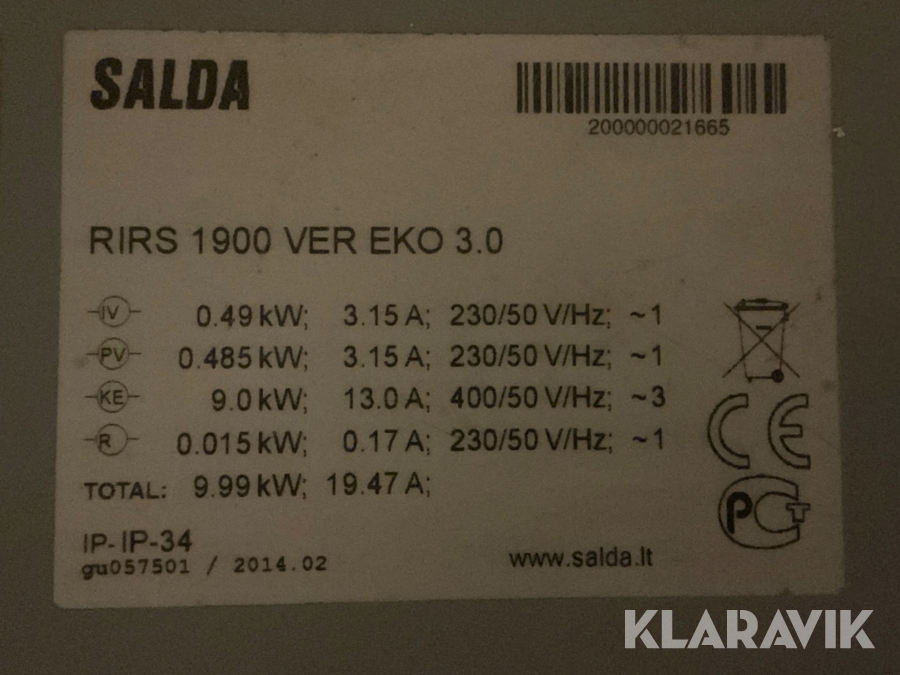 SALDA
200000021665
RIRS 1900 VER EKO 3.0
IV 0.49 kW; 3.15 A; 230/50 V/Hz; ~1
PV 0.485 kW; 3.15 A; 230/50 V/Hz; ~1
KE 9.0 kW; 13.0 A; 400/50 V/Hz; ~3
R 0.015 kW; 0.17 A; 230/50 V/Hz; ~1
TOTAL: 9.99 kW; 19.47 A;
CE
РСТ
IP- IP-34
gu057501 / 2014.02
www.salda.lt
KLARAVIK